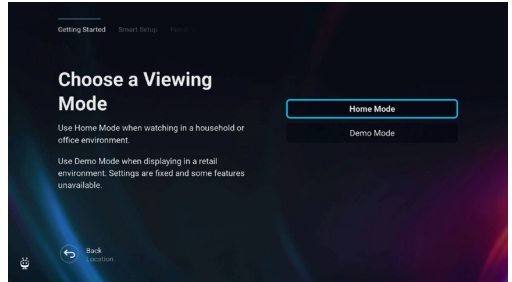 Getting Started Smart Setup
Choose a Viewing
Mode
Use Home Mode when watching in a household or
office environment.
Use Demo Mode when displaying in a retail
environment. Settings are fixed and some features
unavailable.
Home Mode
Demo Mode
Back
Location